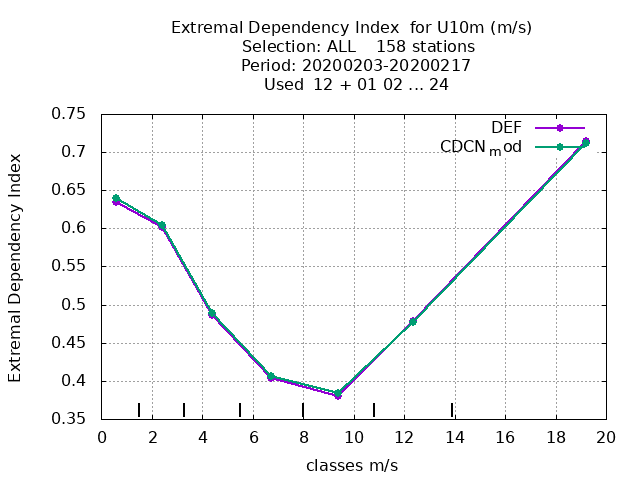 Extremal Dependency Index  for U10m (m/s)
Selection: ALL    158 stations
Period: 20200203-20200217
Used  12 + 01 02 ... 24
0.75
0.7
0.65
0.6
0.55
0.5
0.45
0.4
0.35
Extremal Dependency Index
DEF
CDCNmod
0 2 4 6 8 10 12 14 16 18 20
classes m/s